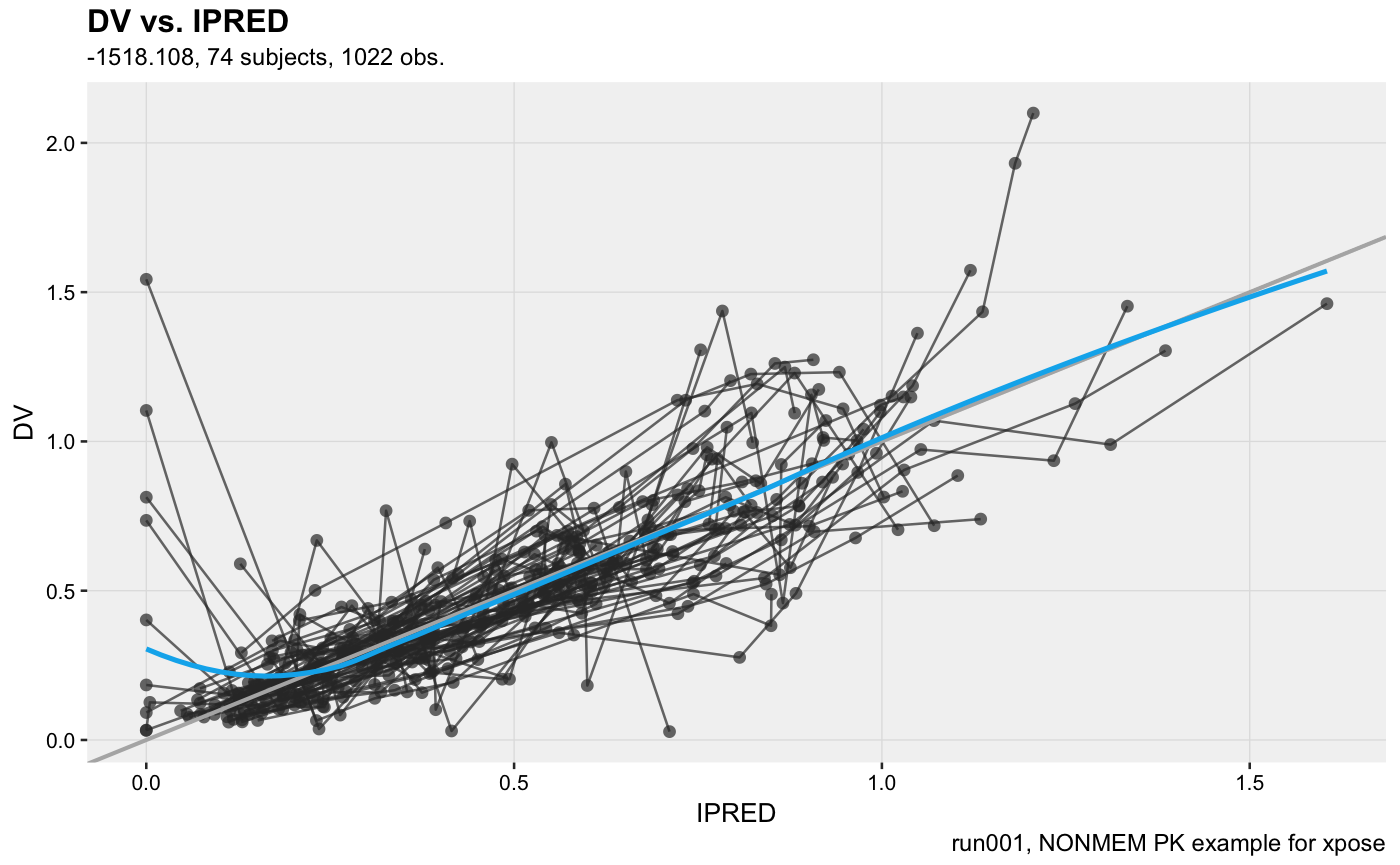 DV vs. IPRED
-1518.108, 74 subjects, 1022 obs.
2.0
1.5
1.0
0.5
0.0
DV
0.0 0.5 1.0 1.5
IPRED
run001, NONMEM PK example for xpose